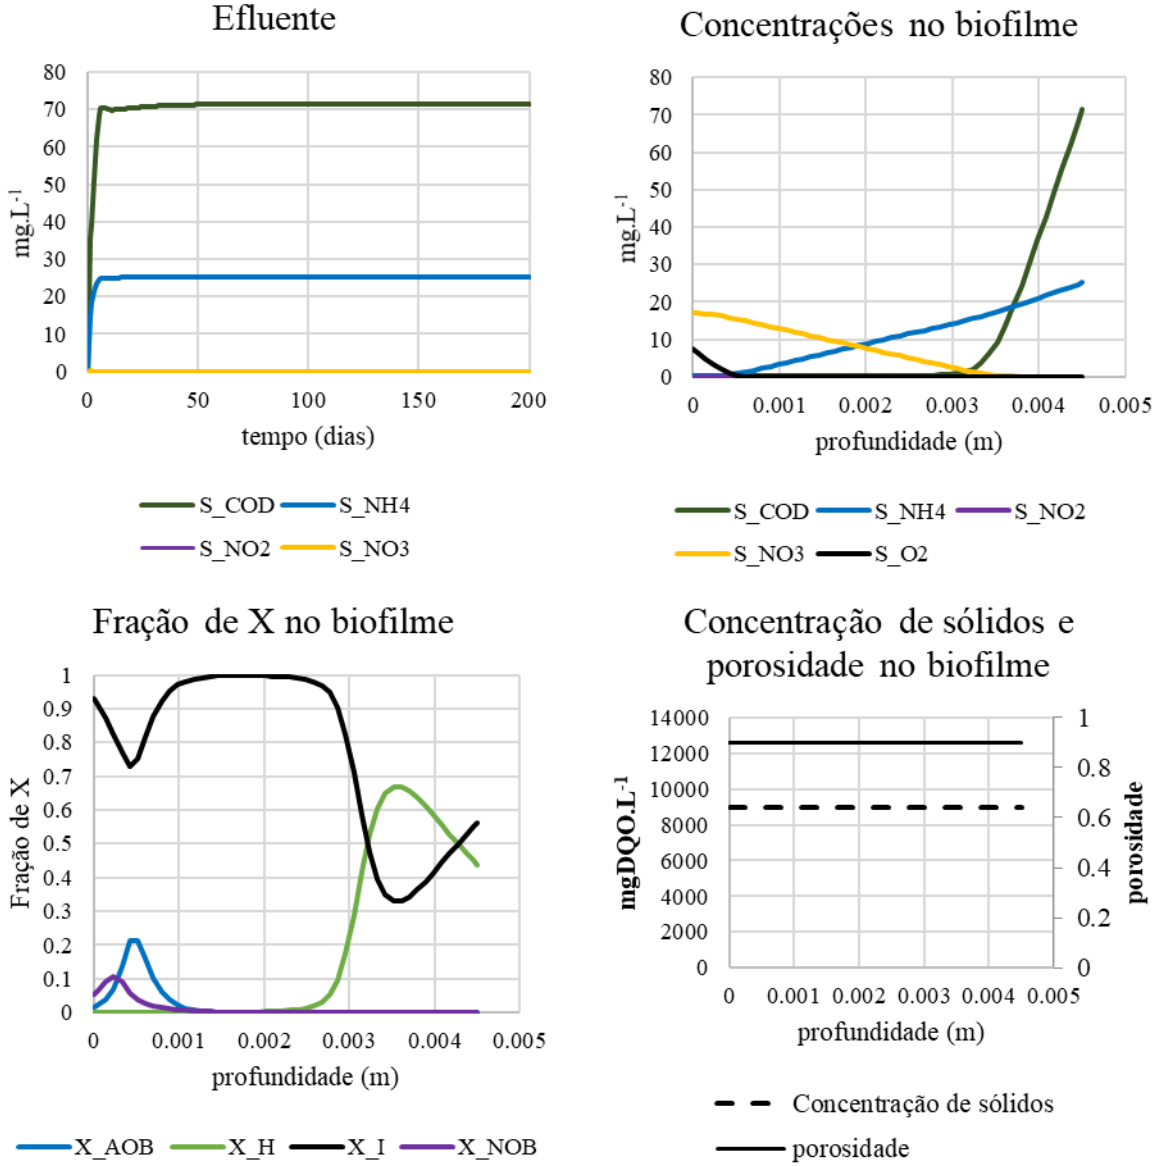 Efluente
80
70
60
50
40
30
20
10
0
mg.L-1
0 50 100 150 200
tempo (dias)
S_COD S_NH4
S_NO2 S_NO3
Concentrações no biofilme
80
70
60
50
40
30
20
10
0
mg.L-1
0 0.001 0.002 0.003 0.004 0.005
profundidade (m)
S_COD S_NH4 S_NO2
S_NO3 S_O2
Fração de X no biofilme
1
0.9
0.8
0.7
0.6
0.5
0.4
0.3
0.2
0.1
0
Fração de X
0 0.001 0.002 0.003 0.004 0.005
profundidade (m)
X_AOB X_H X_I X_NOB
Concentração de sólidos e
porosidade no biofilme
14000
12000
10000
8000
6000
4000
2000
0
mgDQO.L-1
1
0.8
0.6
0.4
0.2
0
porosidade
0 0.001 0.002 0.003 0.004 0.005
profundidade (m)
Concentração de sólidos
porosidade